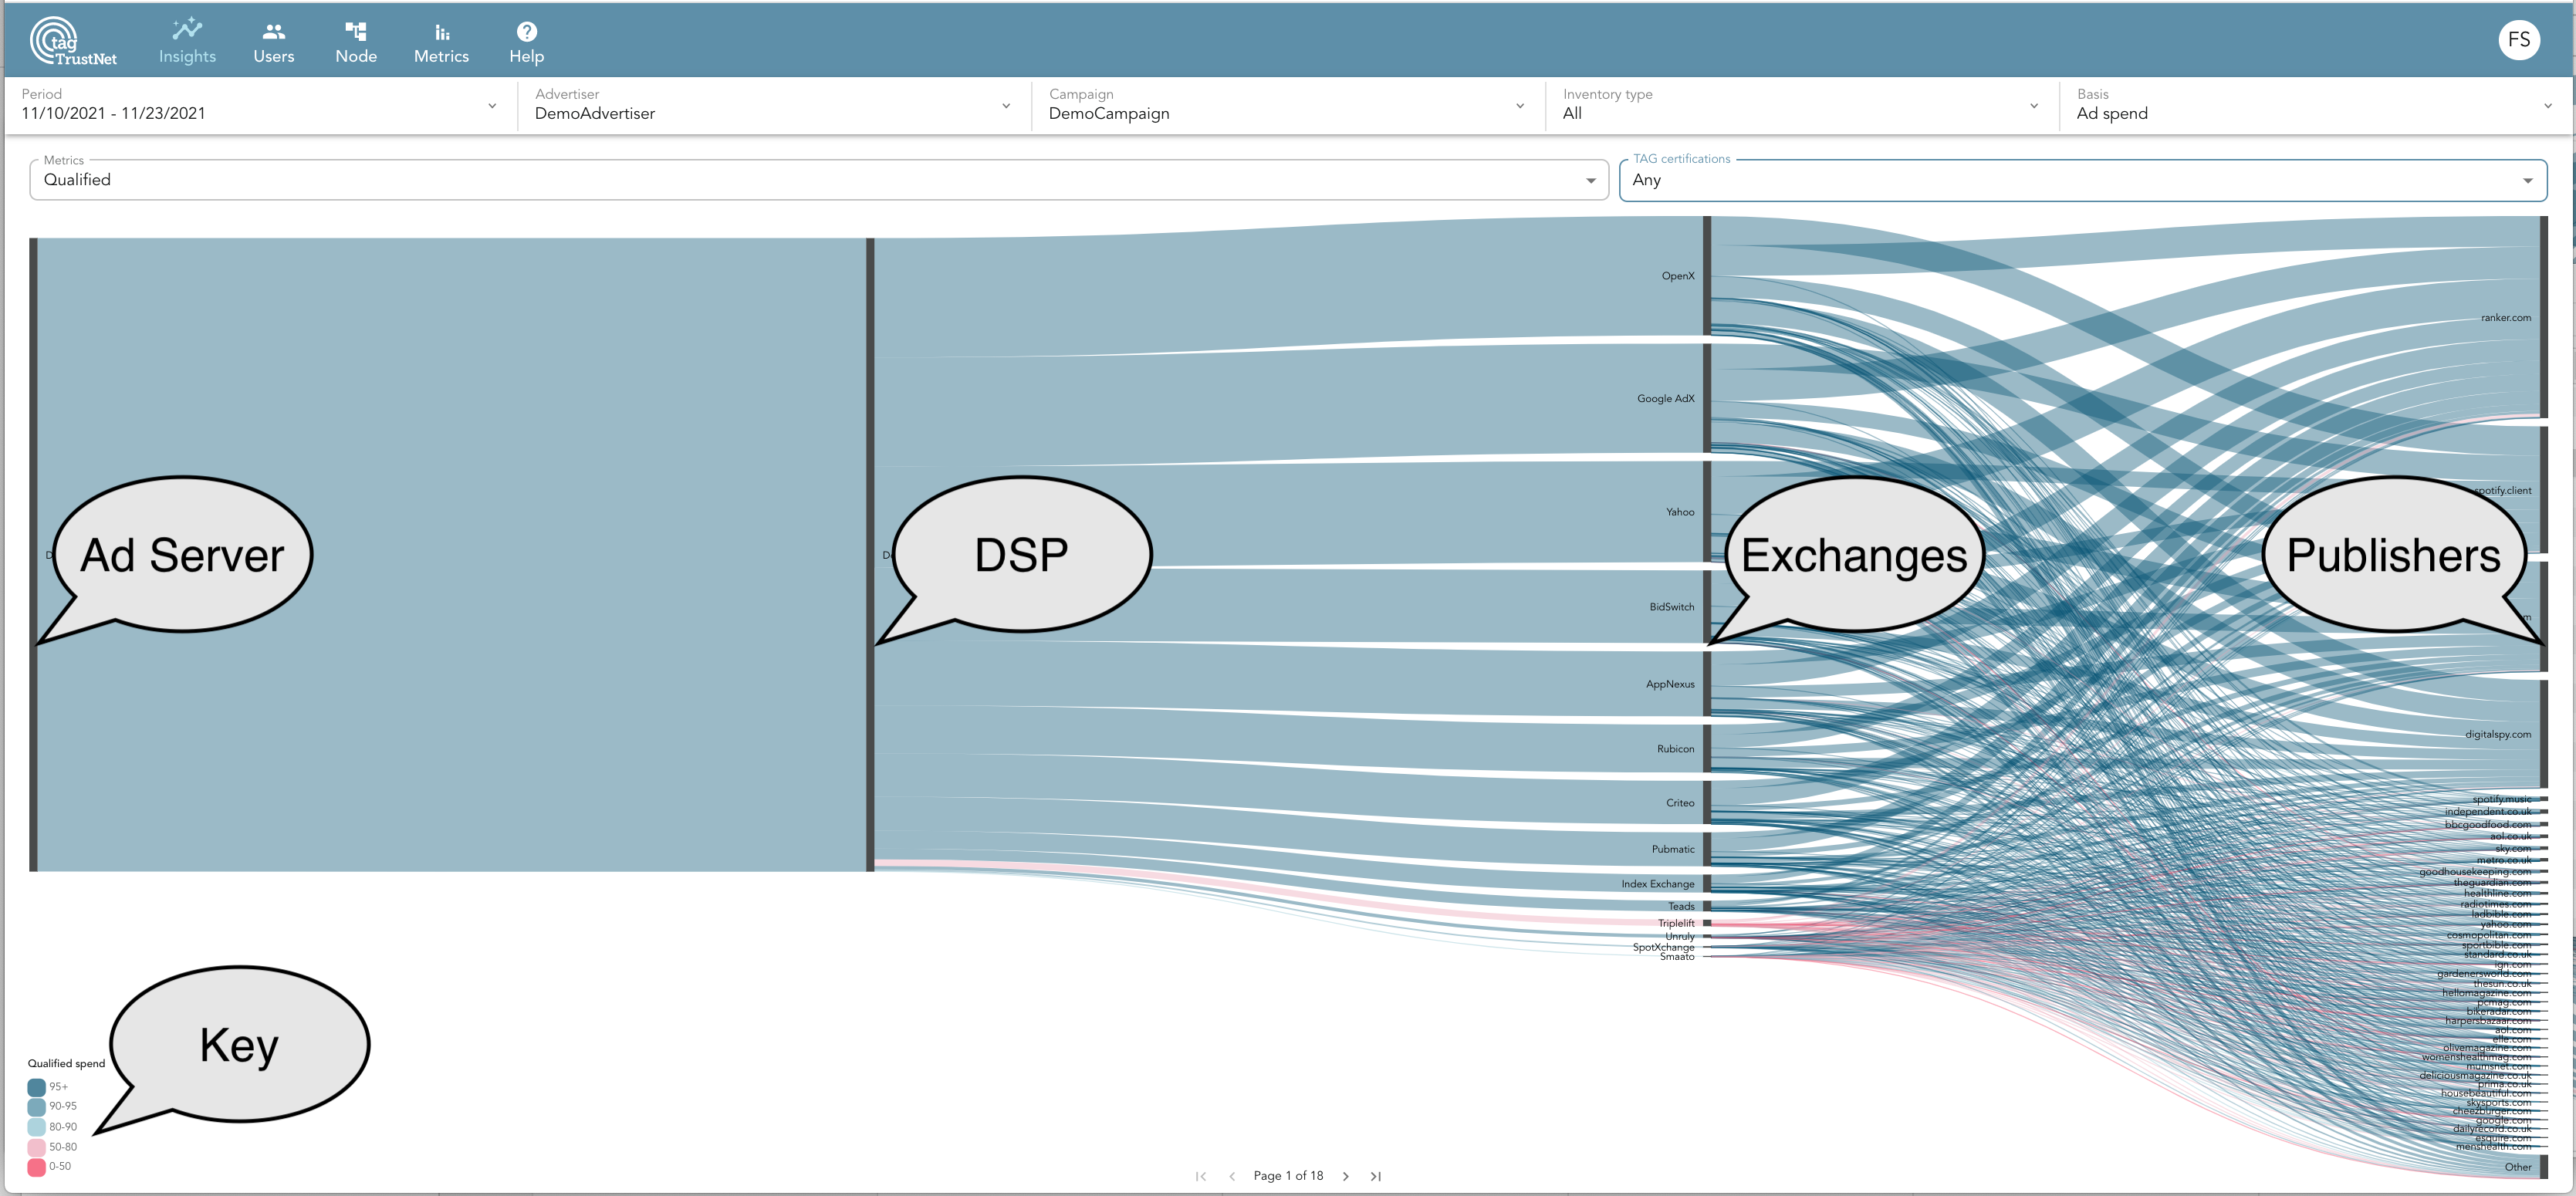 tag
TrustNet
Insights
Users
Node
Metrics
Help
FS
Period
11/10/2021 - 11/23/2021
Advertiser
DemoAdvertiser
Campaign
DemoCampaign
Inventory type
All
Basis
Ad spend
Metrics
Qualified
TAG certifications
Any
Ad Server
DSP
Exchanges
Publishers
OpenX
Google AdX
Yahoo
BidSwitch
AppNexus
Rubicon
Criteo
Pubmatic
Index Exchange
Teads
Triplelift
Unruly
SpotXchange
Smaato
ranker.com
spotify.client
digitalspy.com
spotify.music
independent.co.uk
bbcgoodfood.com
aol.co.uk
sky.com
metro.co.uk
goodhousekeeping.com
theguardian.com
healthline.com
radiotimes.com
ladbible.com
yahoo.com
cosmopolitan.com
sportbible.com
standard.co.uk
ign.com
gardenersworld.com
thesun.co.uk
hellomagazine.com
pcmag.com
bikeradar.com
harpersbazaar.com
aol.com
elle.com
olivemagazine.com
womenshealthmag.com
mumsnet.com
deliciousmagazine.co.uk
prima.co.uk
housebeautiful.com
skysports.com
cheezburger.com
google.com
dailyrecord.co.uk
esquire.com
menshealth.com
Other
Key
Qualified spend
95+
90-95
80-90
50-80
0-50
Page 1 of 18